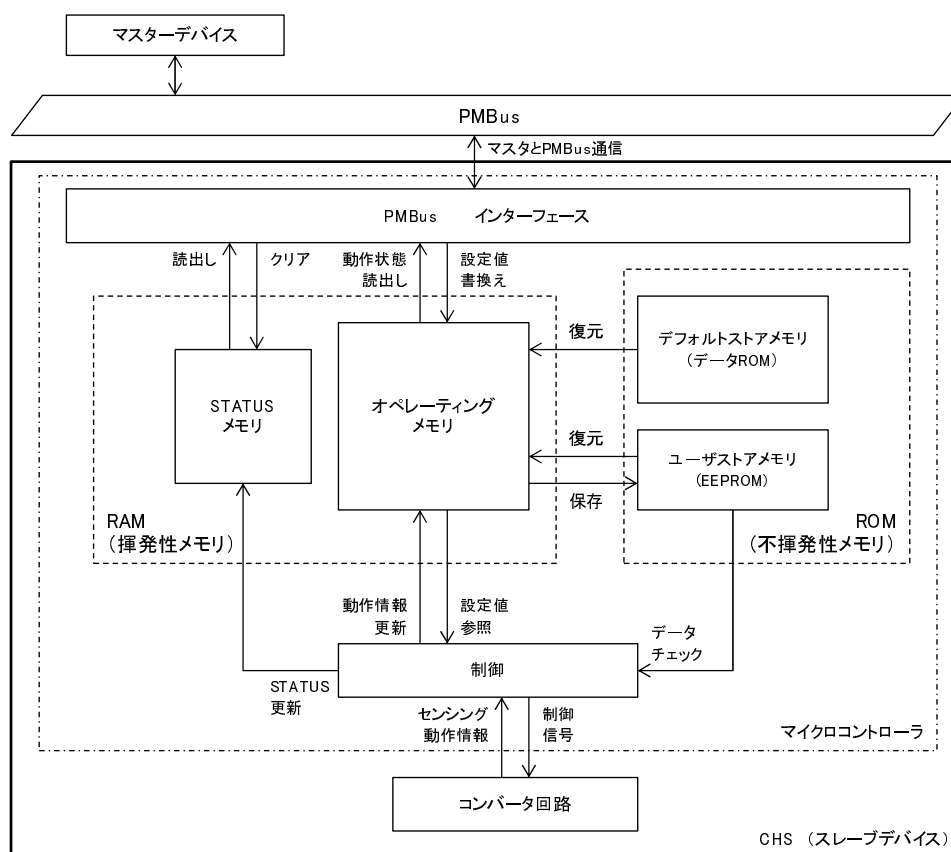 マスターデバイス
PMBus
マスタとPMBus通信
PMBus インターフェース
読出し
クリア
動作状態
読出し
設定値
書換え
STATUS
メモリ
オペレーティング
メモリ
復元
デフォルトストアメモリ
(データROM)
復元
保存
ユーザストアメモリ
(EEPROM)
RAM
(揮発性メモリ)
ROM
(不揮発性メモリ)
動作情報
更新
設定値
参照
データ
チェック
STATUS
更新
制御
センシング
動作情報
制御
信号
マイクロコントローラ
コンバータ回路
CHS (スレーブデバイス)